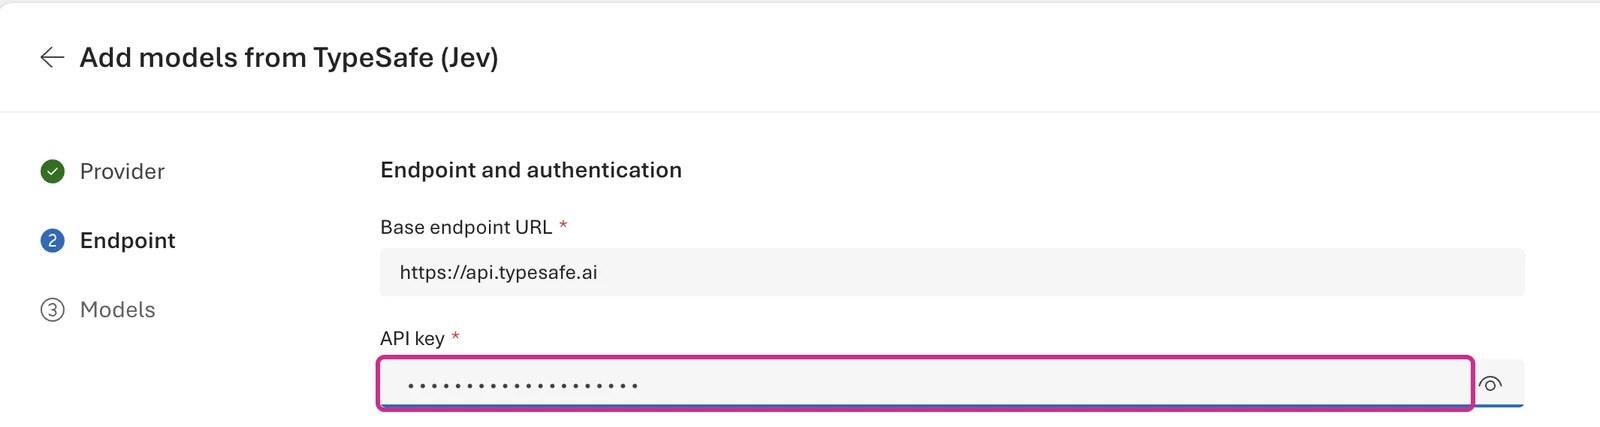 Add models from TypeSafe (Jev)
Provider
Endpoint and authentication
Base endpoint URL *
2 Endpoint
https://api.typesafe.ai
3 Models
API key *
••••••••••••••••••••